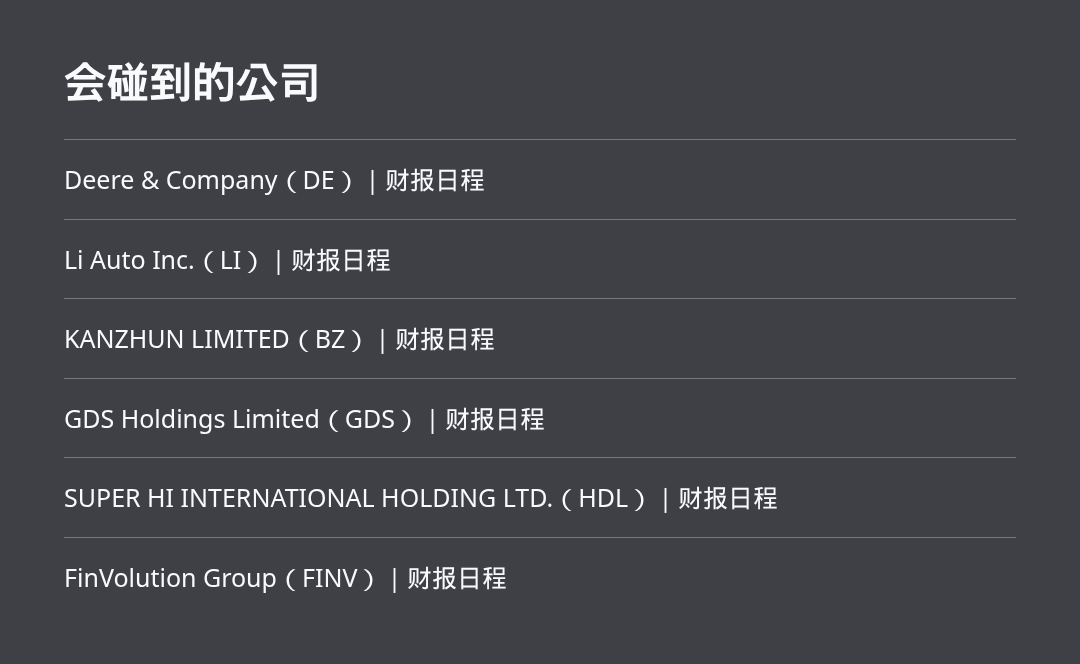 会碰到的公司
Deere & Company（DE）｜财报日程
Li Auto Inc.（LI）｜财报日程
KANZHUN LIMITED（BZ）｜财报日程
GDS Holdings Limited（GDS）｜财报日程
SUPER HI INTERNATIONAL HOLDING LTD.（HDL）｜财报日程
FinVolution Group（FINV）｜财报日程